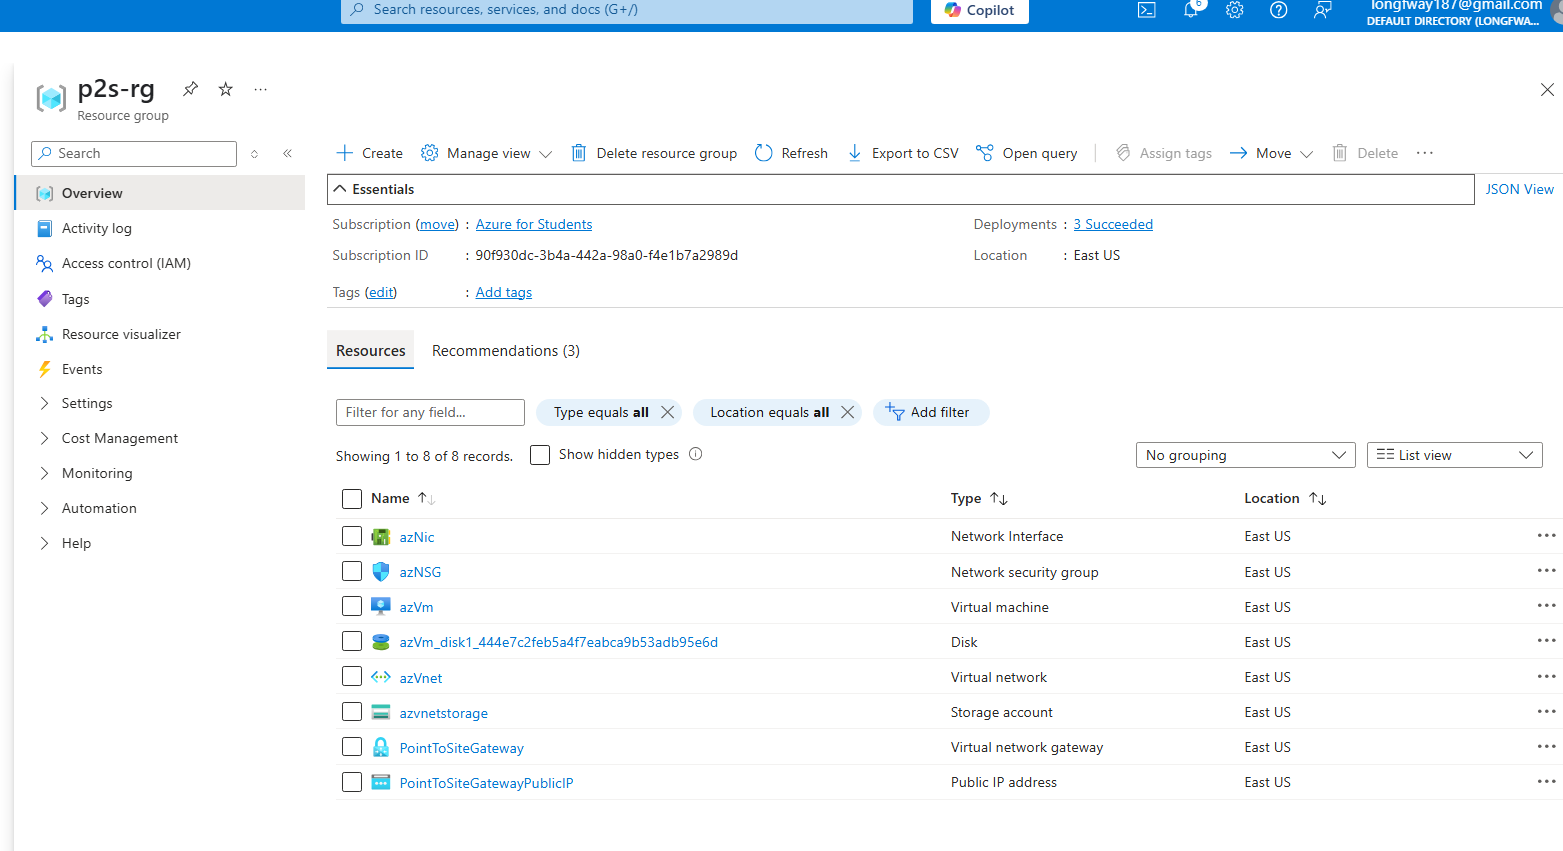 Search resources, services, and docs (G+/)
Copilot
6
longfway187@gmail.com
DEFAULT DIRECTORY (LONGFWA...
p2s-rg
Resource group
Search
Create
Manage view
Delete resource group
Refresh
Export to CSV
Open query
Assign tags
Move
Delete
Overview
Activity log
Access control (IAM)
Tags
Resource visualizer
Events
Settings
Cost Management
Monitoring
Automation
Help
Essentials
JSON View
Subscription (move) : Azure for Students
Deployments : 3 Succeeded
Subscription ID : 90f930dc-3b4a-442a-98a0-f4e1b7a2989d
Location : East US
Tags (edit) : Add tags
Resources Recommendations (3)
Filter for any field...
Type equals all
Location equals all
Add filter
Showing 1 to 8 of 8 records.
Show hidden types
No grouping
List view
Name Type Location
azNic Network Interface East US
azNSG Network security group East US
azVm Virtual machine East US
azVm_disk1_444e7c2feb5a4f7eabca9b53adb95e6d Disk East US
azVnet Virtual network East US
azvnetstorage Storage account East US
PointToSiteGateway Virtual network gateway East US
PointToSiteGatewayPublicIP Public IP address East US